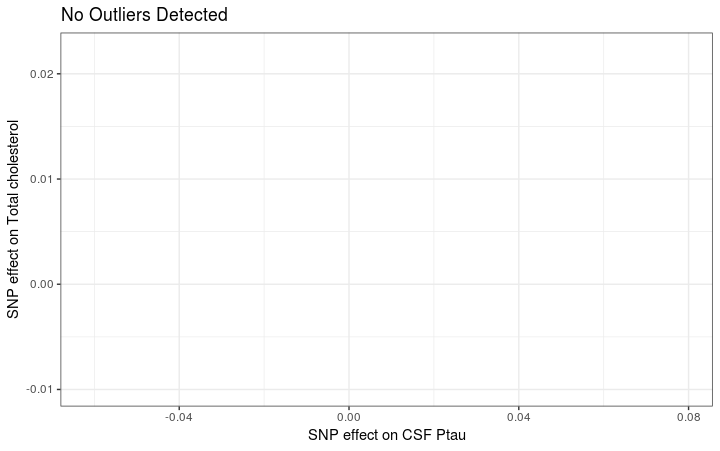 No Outliers Detected
SNP effect on Total cholesterol
0.02
0.01
0.00
-0.01
-0.04
0.00
0.04
0.08
SNP effect on CSF Ptau